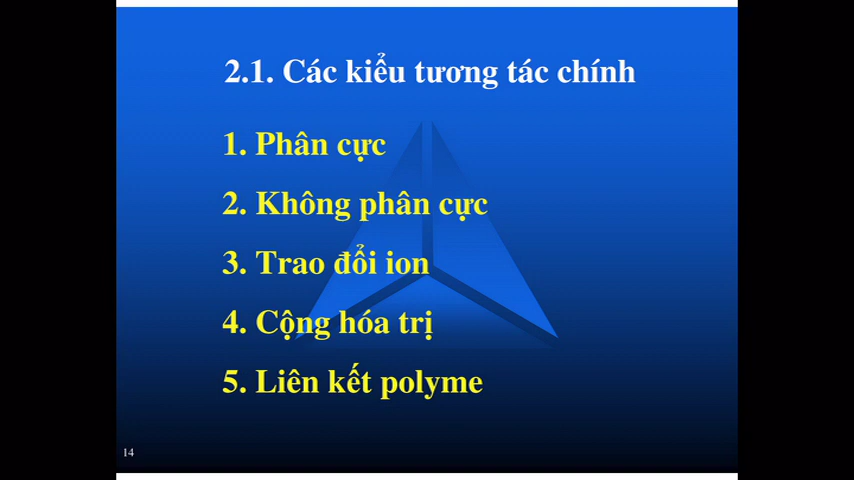 2.1. Các kiểu tương tác chính
1. Phân cực
2. Không phân cực
3. Trao đổi ion
4. Cộng hóa trị
5. Liên kết polyme
14